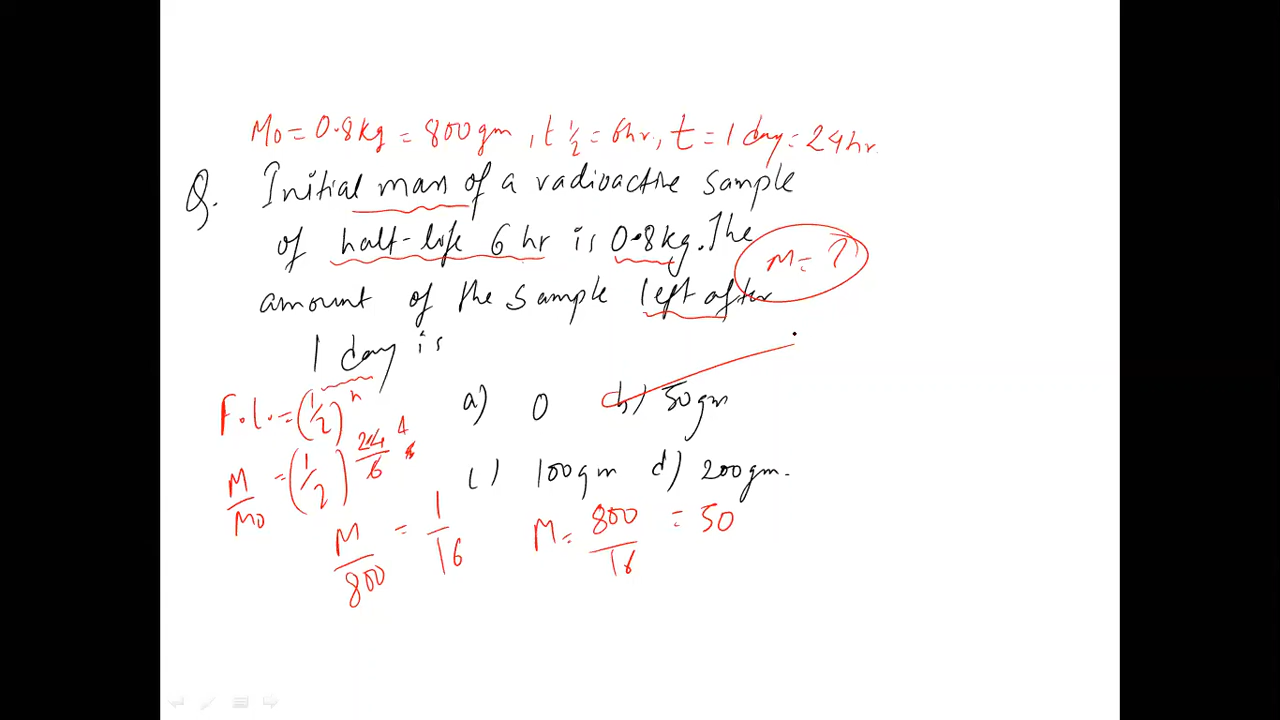 M₀ = 0.8kg = 800gm, t ½ = 6hr, t = 1 day = 24hr.
Q. Initial mass of a radioactive sample
of half-life 6 hr is 0.8kg. The
M = ?
amount of the sample left after
1 day is
a) 0 b) 50gm
c) 100gm d) 200gm.
F.L. = (1/2)^n
M/M₀ = (1/2)^24/6 4
M/800 = 1/16
M = 800/16 = 50